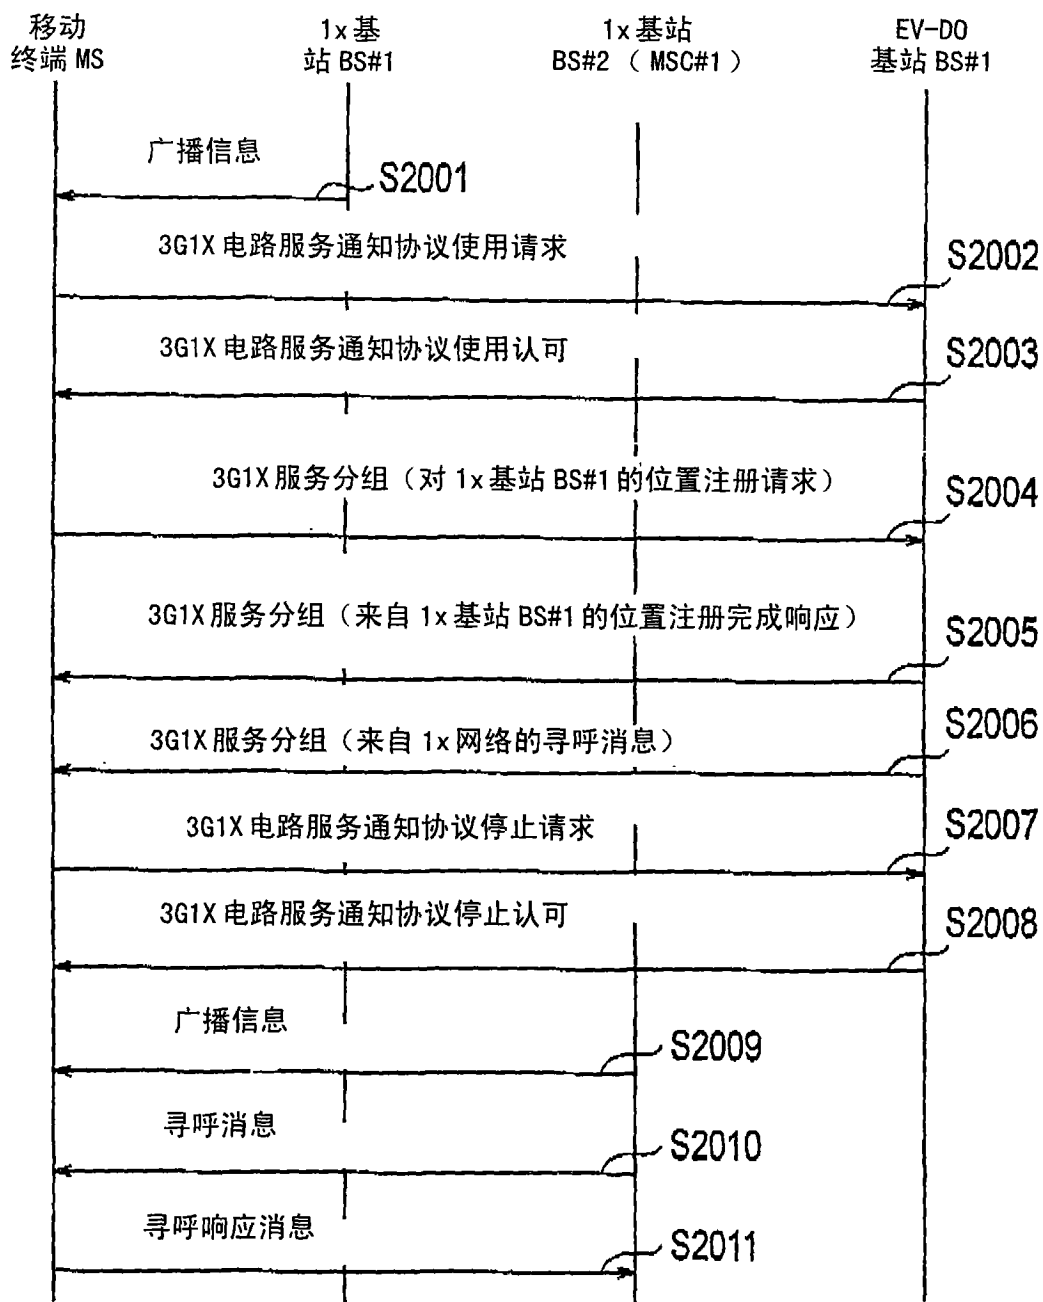 移动
终端 MS
1x 基
站 BS#1
1x 基站
BS#2 ( MSC#1 )
EV-DO
基站 BS#1
广播信息
S2001
3G1X 电路服务通知协议使用请求
S2002
3G1X 电路服务通知协议使用认可
S2003
3G1X 服务分组（对 1x 基站 BS#1 的位置注册请求）
S2004
3G1X 服务分组（来自 1x 基站 BS#1 的位置注册完成响应）
S2005
3G1X 服务分组（来自 1x 网络的寻呼消息）
S2006
3G1X 电路服务通知协议停止请求
S2007
3G1X 电路服务通知协议停止认可
S2008
广播信息
S2009
寻呼消息
S2010
寻呼响应消息
S2011